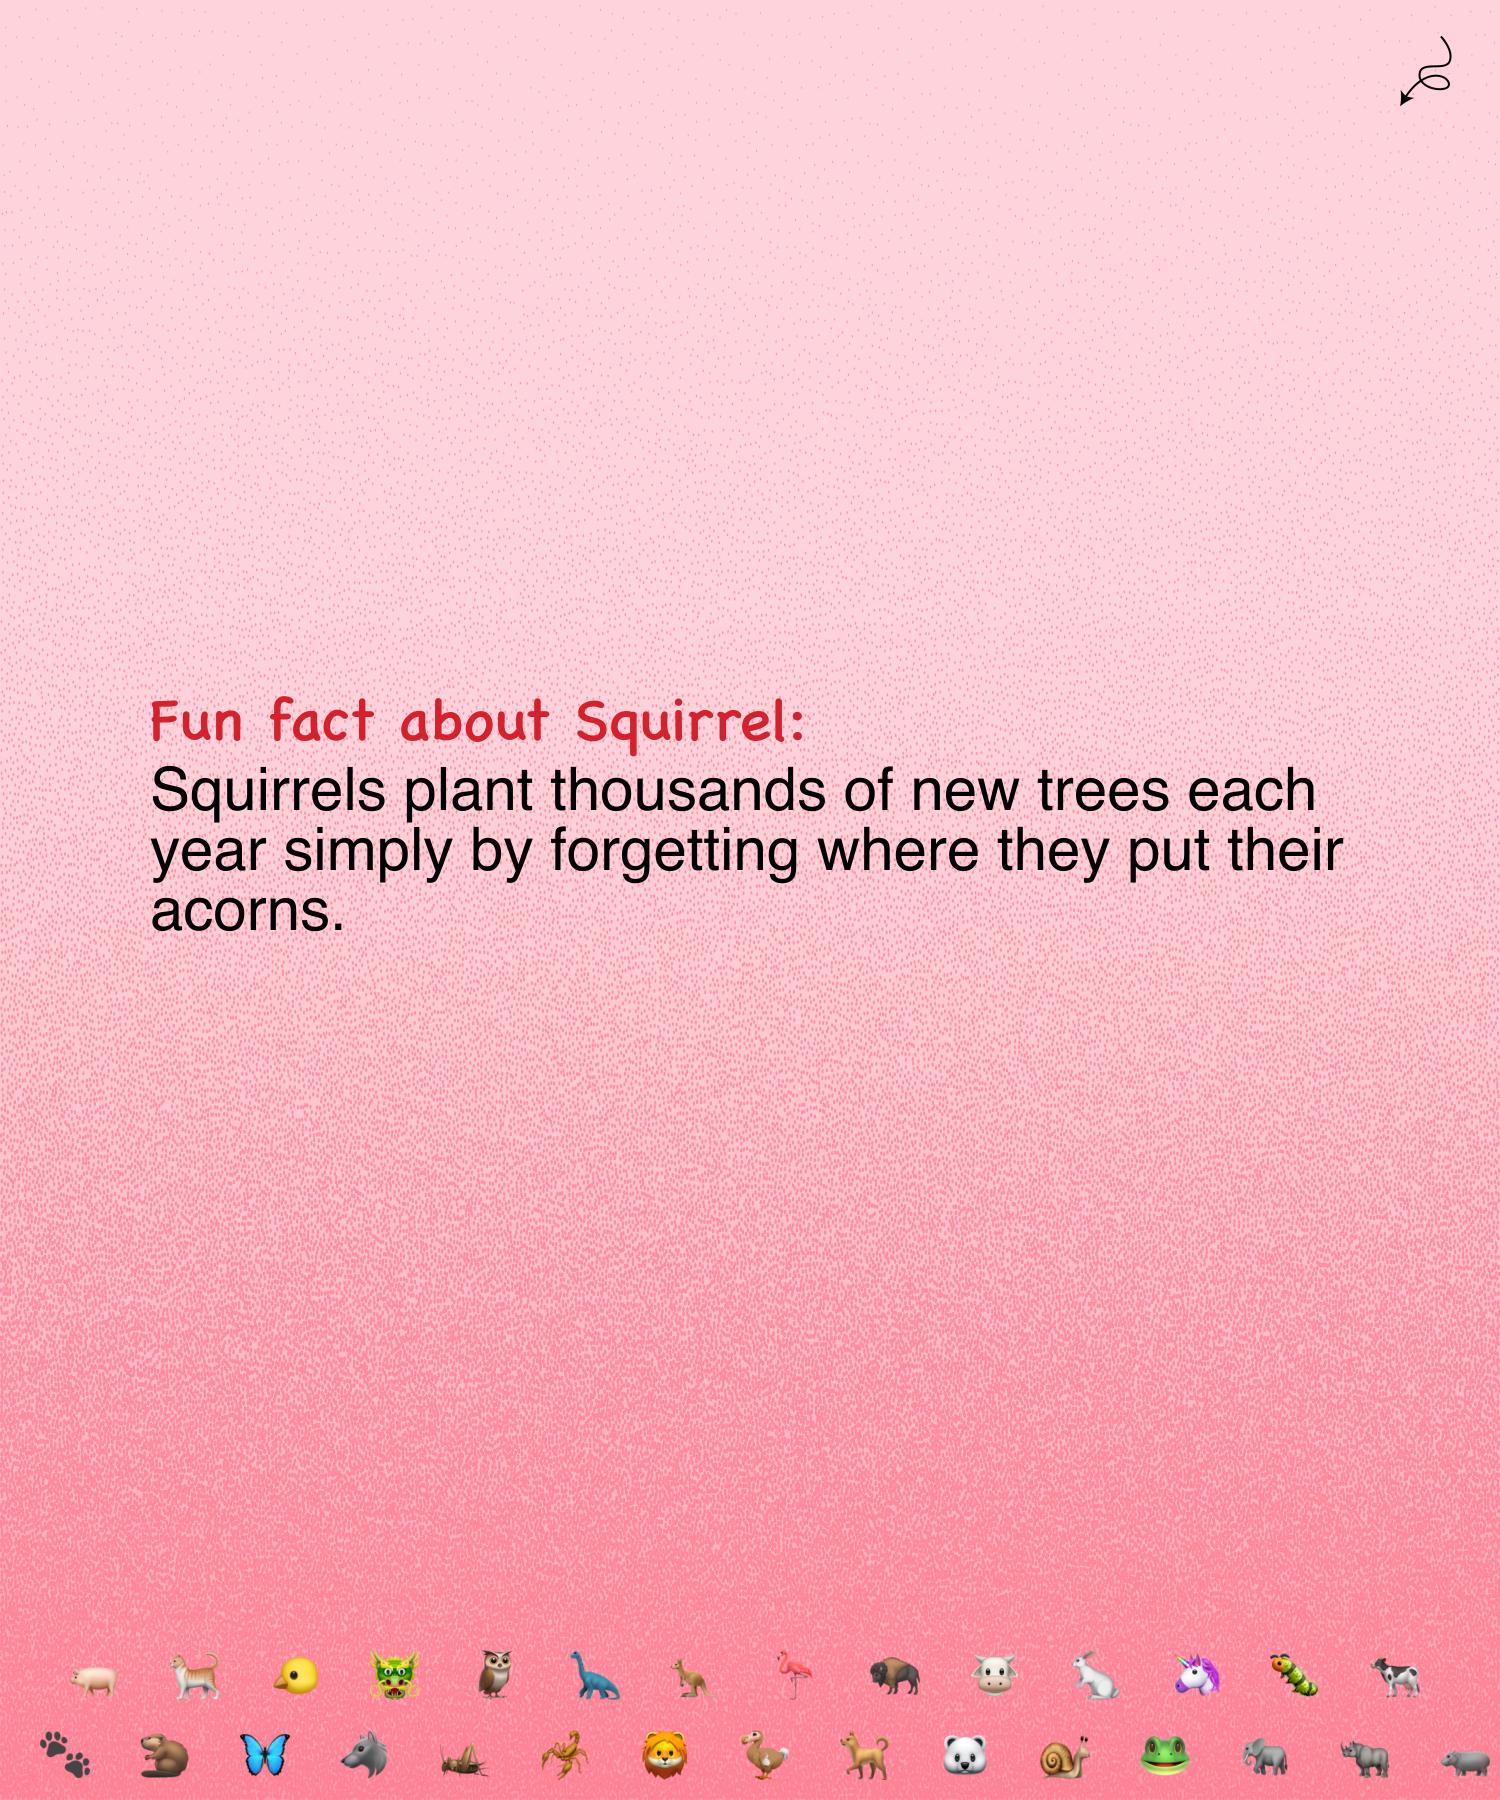 Fun fact about Squirrel:
Squirrels plant thousands of new trees each
year simply by forgetting where they put their
acorns.